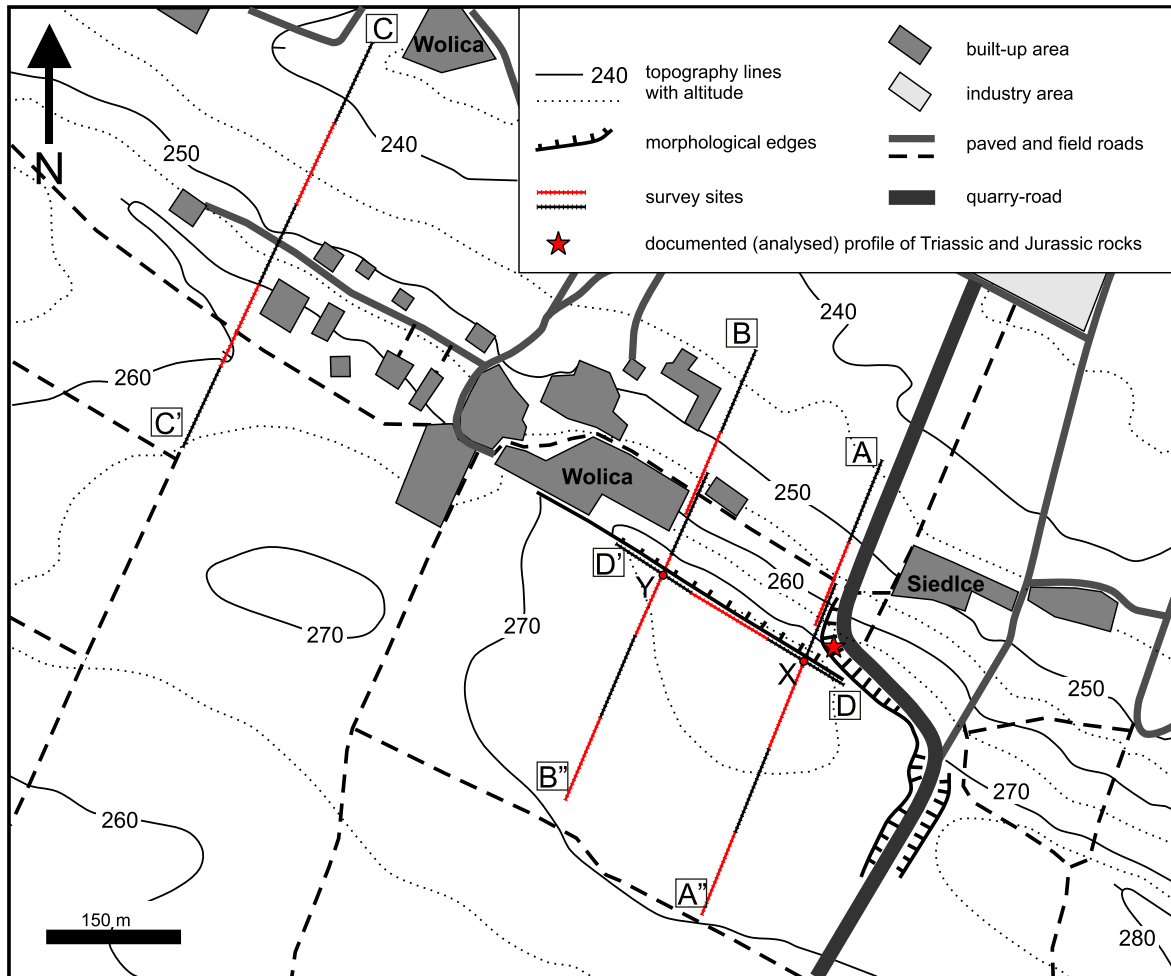 C
Wolica
240
topography lines
with altitude
morphological edges
survey sites
documented (analysed) profile of Triassic and Jurassic rocks
built-up area
industry area
paved and field roads
quarry-road
N
250
240
240
260
C'
B
A
250
Wolica
260
Siedlce
D'
Y
X
D
250
270
270
270
B”
A”
260
280
150 m